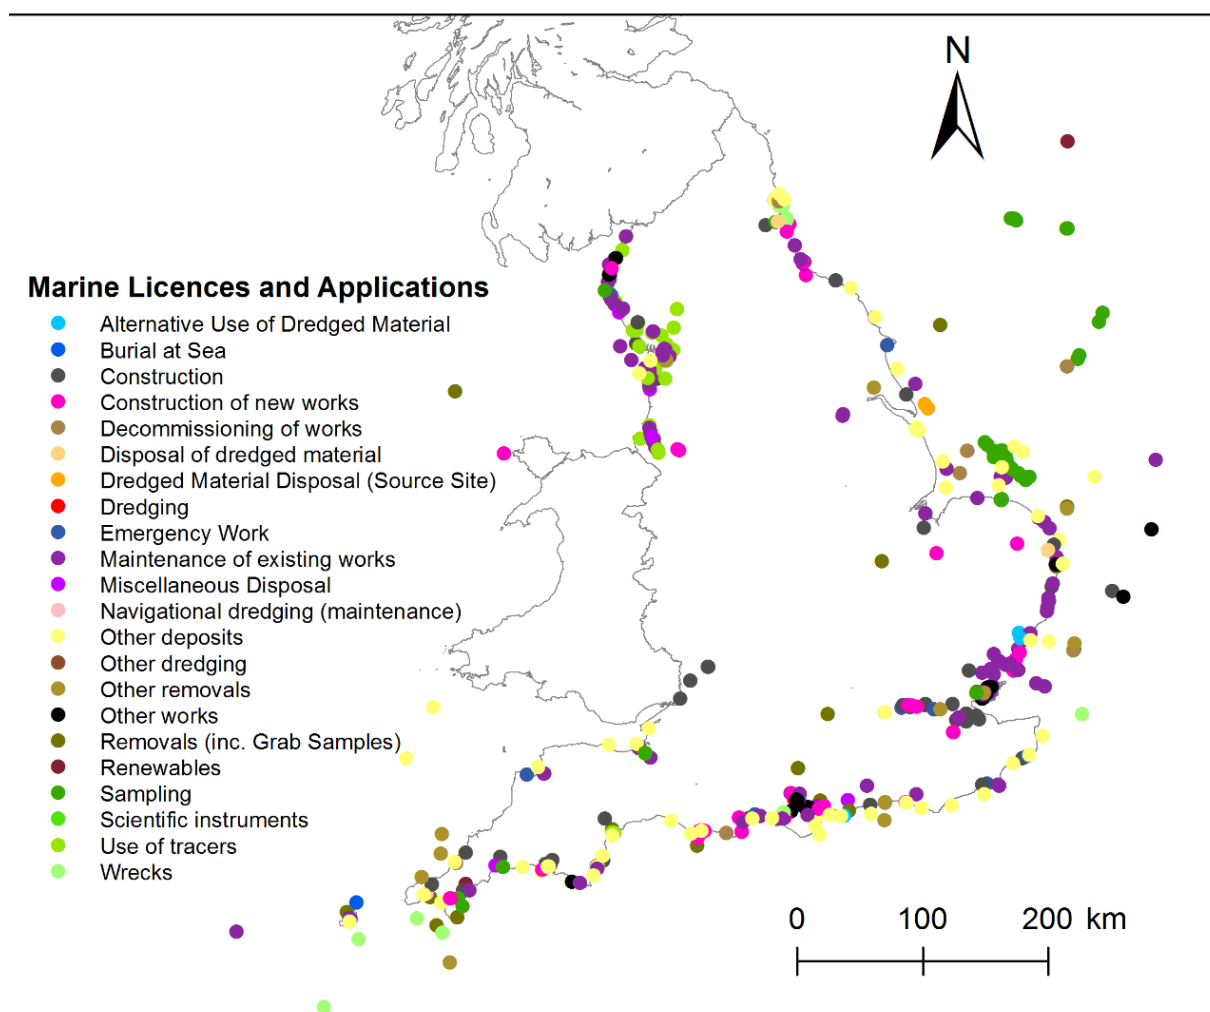 N
Marine Licences and Applications
Alternative Use of Dredged Material
Burial at Sea
Construction
Construction of new works
Decommissioning of works
Disposal of dredged material
Dredged Material Disposal (Source Site)
Dredging
Emergency Work
Maintenance of existing works
Miscellaneous Disposal
Navigational dredging (maintenance)
Other deposits
Other dredging
Other removals
Other works
Removals (inc. Grab Samples)
Renewables
Sampling
Scientific instruments
Use of tracers
Wrecks
0 100 200 km